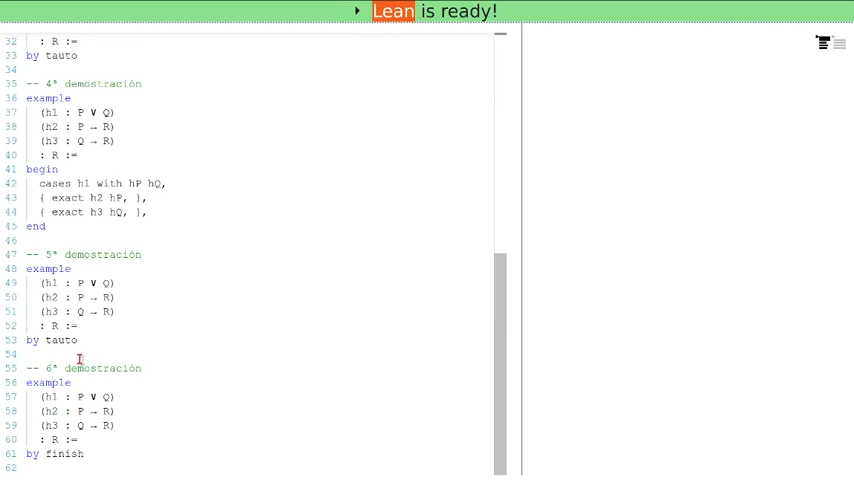 Lean is ready!
32 : R :=
33 by tauto
34
35 -- 4ª demostración
36 example
37 (h1 : P ∨ Q)
38 (h2 : P → R)
39 (h3 : Q → R)
40 : R :=
41 begin
42 cases h1 with hP hQ,
43 { exact h2 hP, },
44 { exact h3 hQ, },
45 end
46
47 -- 5ª demostración
48 example
49 (h1 : P ∨ Q)
50 (h2 : P → R)
51 (h3 : Q → R)
52 : R :=
53 by tauto
54
55 -- 6ª demostración
56 example
57 (h1 : P ∨ Q)
58 (h2 : P → R)
59 (h3 : Q → R)
60 : R :=
61 by finish
62